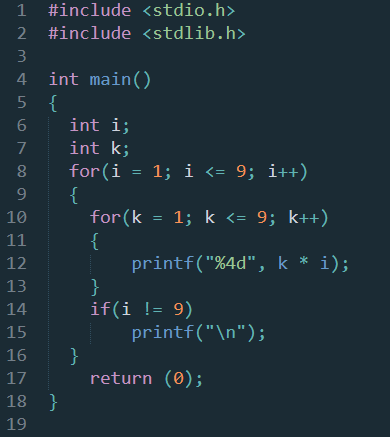 1 #include <stdio.h>
2 #include <stdlib.h>
3
4 int main()
5 {
6   int i;
7   int k;
8   for(i = 1; i <= 9; i++)
9   {
10     for(k = 1; k <= 9; k++)
11     {
12         printf("%4d", k * i);
13     }
14     if(i != 9)
15         printf("\n");
16   }
17     return (0);
18 }
19